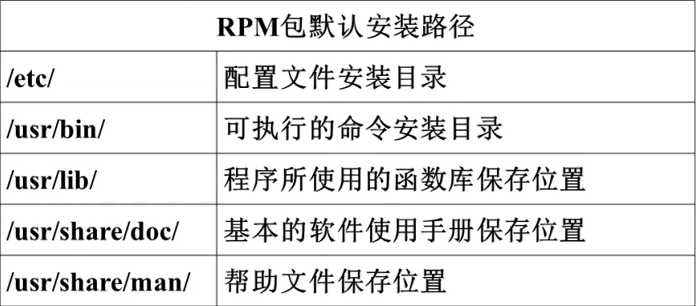 RPM包默认安装路径
/etc/ 配置文件安装目录
/usr/bin/ 可执行的命令安装目录
/usr/lib/ 程序所使用的函数库保存位置
/usr/share/doc/ 基本的软件使用手册保存位置
/usr/share/man/ 帮助文件保存位置